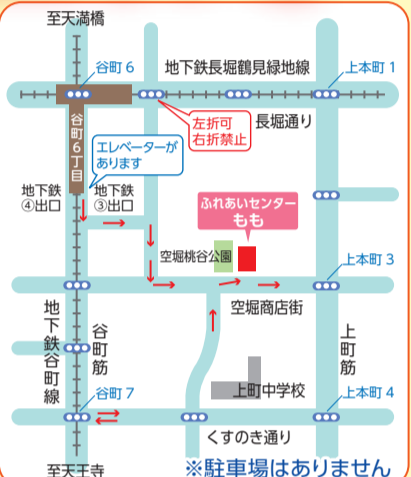 至天満橋
谷町6
地下鉄長堀鶴見緑地線
上本町1
長堀通り
左折可
右折禁止
谷町6丁目
エレベーターが
あります
地下鉄
④出口
地下鉄
③出口
ふれあいセンター
もも
空堀桃谷公園
上本町3
空堀商店街
地下鉄谷町線
谷町筋
上町筋
谷町7
上町中学校
上本町4
くすのき通り
至天王寺
※駐車場はありません